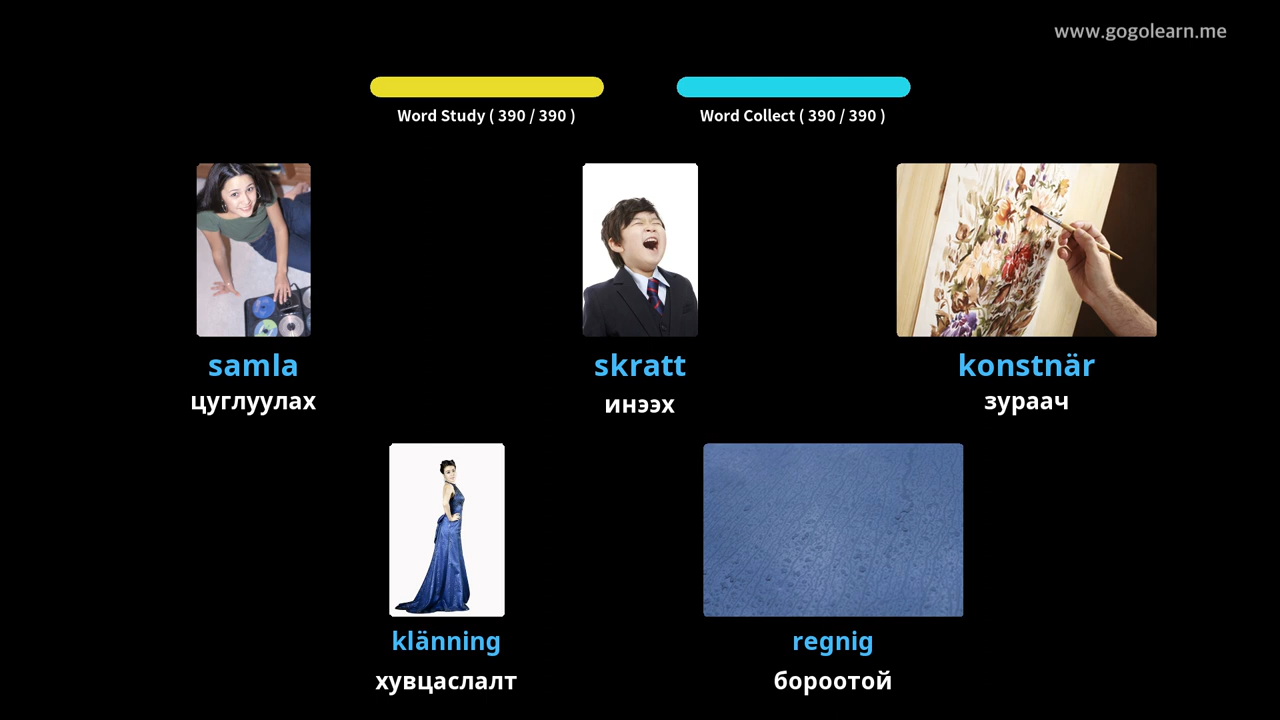 www.gogolearn.me
Word Study ( 390 / 390 )
Word Collect ( 390 / 390 )
samla
цуглуулах
skratt
инээх
konstnär
зураач
klänning
хувцаслалт
regnig
бороотой